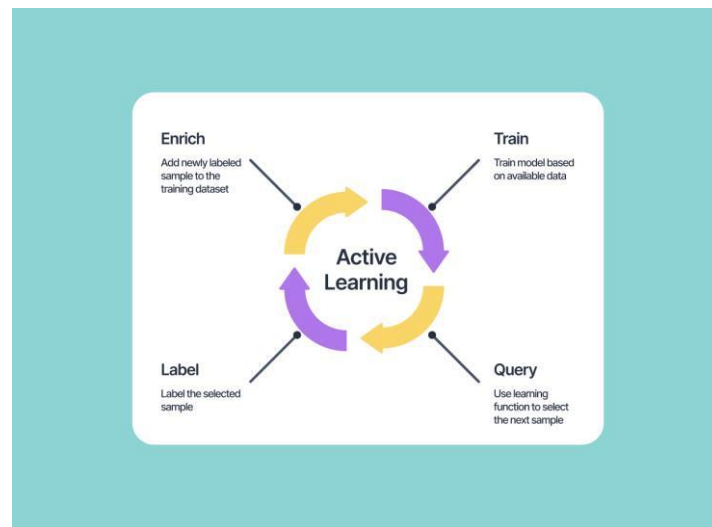 Enrich
Add newly labeled
sample to the
training dataset
Train
Train model based
on available data
Active
Learning
Label
Label the selected
sample
Query
Use learning
function to select
the next sample